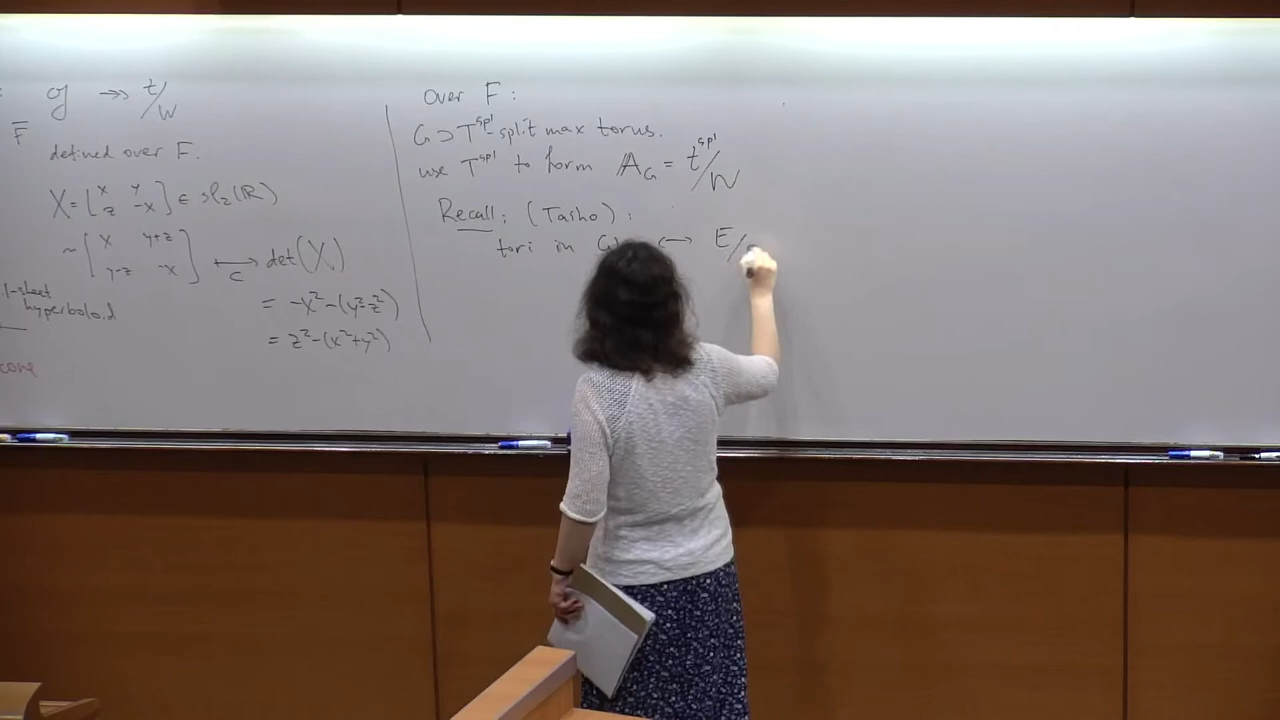 𝔤 ↠ t/W
F̄
defined over F.
X = [x y z -x] ∈ sl₂(ℝ)
~ [x y+z y-z -x] ⟷ det(X)
c
1-sheet
hyperboloid
= -x²-(y²-z²)
= z²-(x²+y²)
cone
Over F:
G ⊃ T^spl - split max torus.
use T^spl to form 𝔸_G = t^spl/W
Recall: (Tasho):
tori in ⟷ E/